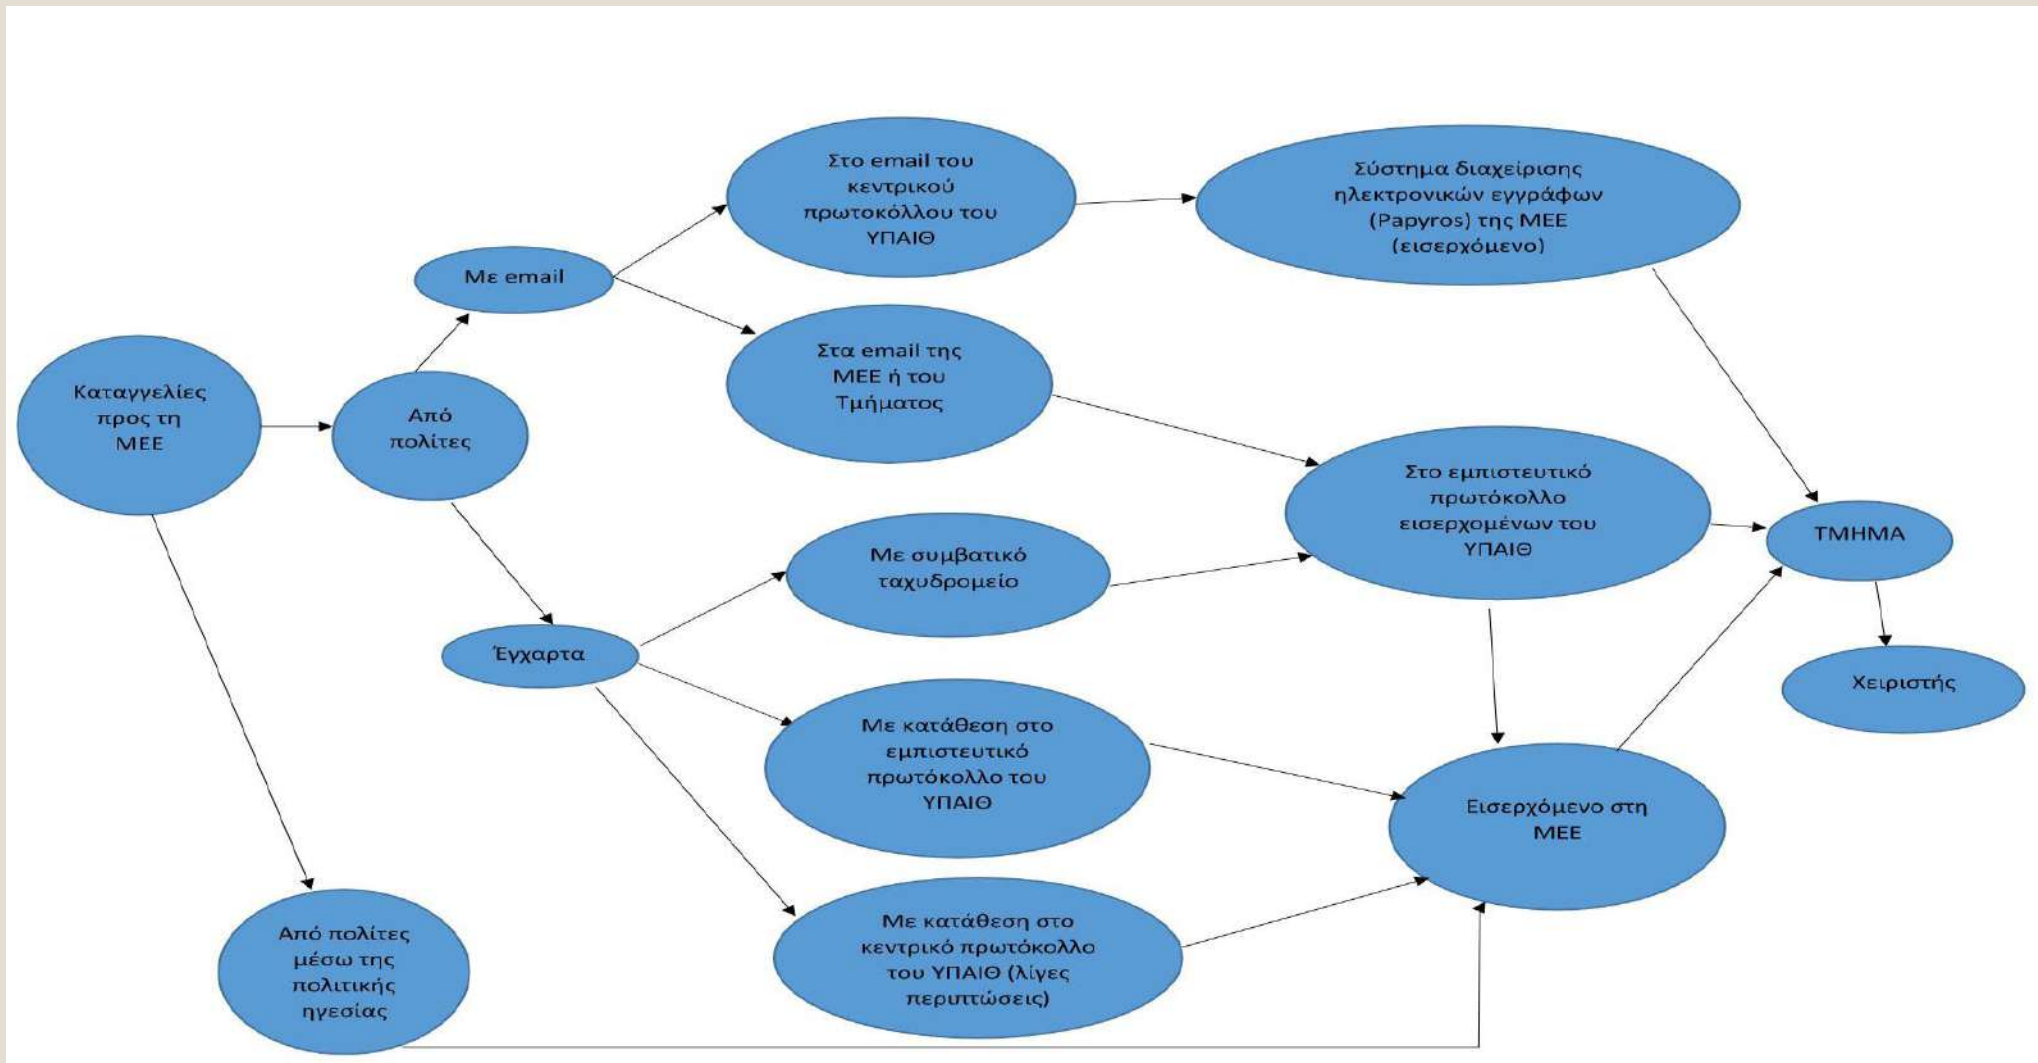 Καταγγελίες
προς τη
ΜΕΕ
Από
πολίτες
Με email
Στο email του
κεντρικού
πρωτοκόλλου του
ΥΠΑΙΘ
Σύστημα διαχείρισης
ηλεκτρονικών εγγράφων
(Papyros) της ΜΕΕ
(εισερχόμενο)
Στα email της
ΜΕΕ ή του
Τμήματος
Στο εμπιστευτικό
πρωτόκολλο
εισερχομένων του
ΥΠΑΙΘ
ΤΜΗΜΑ
Χειριστής
Έγχαρτα
Με συμβατικό
ταχυδρομείο
Με κατάθεση στο
εμπιστευτικό
πρωτόκολλο του
ΥΠΑΙΘ
Εισερχόμενο στη
ΜΕΕ
Με κατάθεση στο
κεντρικό πρωτόκολλο
του ΥΠΑΙΘ (λίγες
περιπτώσεις)
Από πολίτες
μέσω της
πολιτικής
ηγεσίας